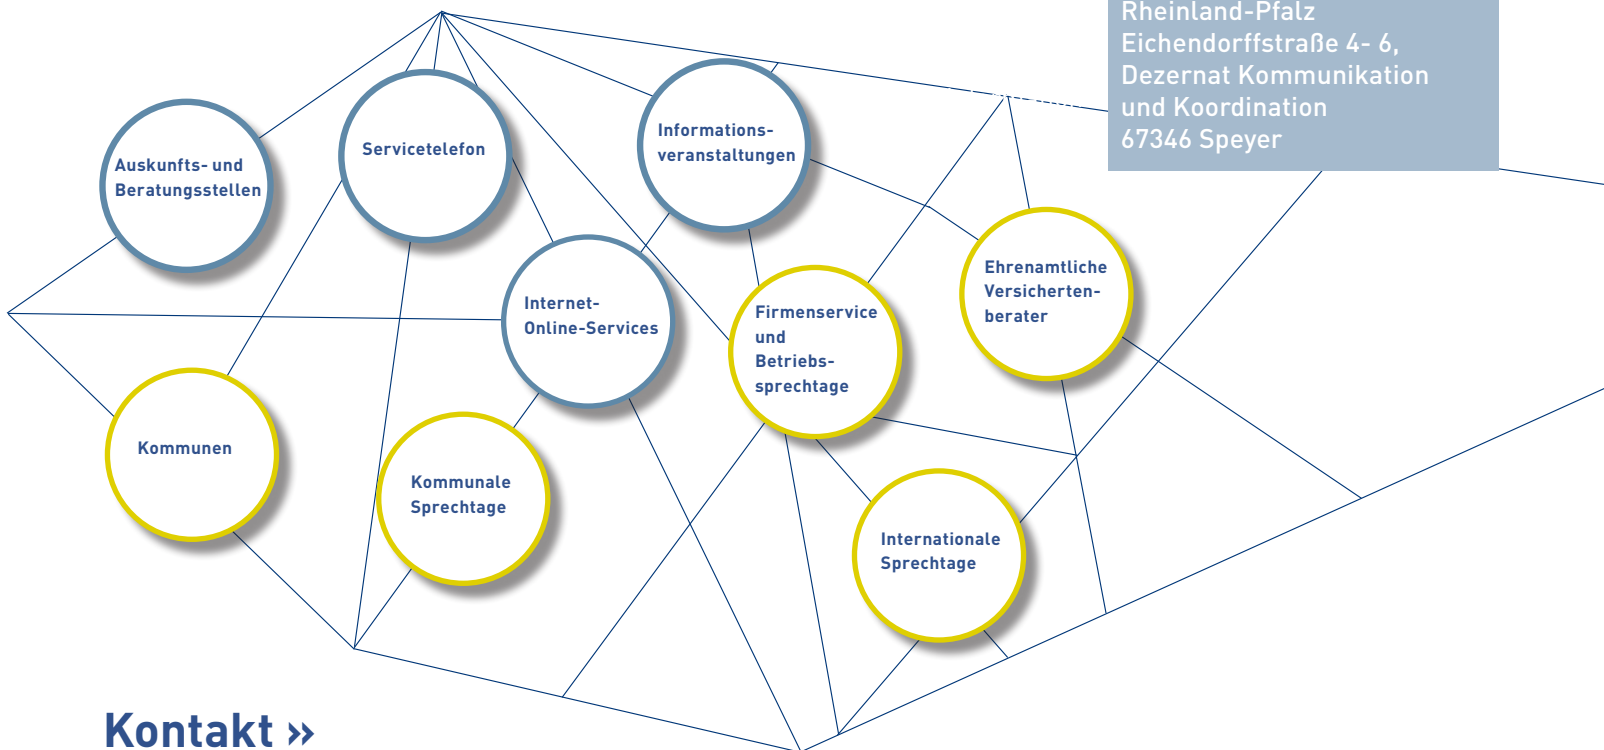 Rheinland-Pfalz
Eichendorffstraße 4- 6,
Dezernat Kommunikation
und Koordination
67346 Speyer
Auskunfts- und
Beratungsstellen
Servicetelefon
Informations-
veranstaltungen
Internet-
Online-Services
Firmenservice
und
Betriebs-
sprechtage
Ehrenamtliche
Versicherten-
berater
Kommunen
Kommunale
Sprechtage
Internationale
Sprechtage
Kontakt »